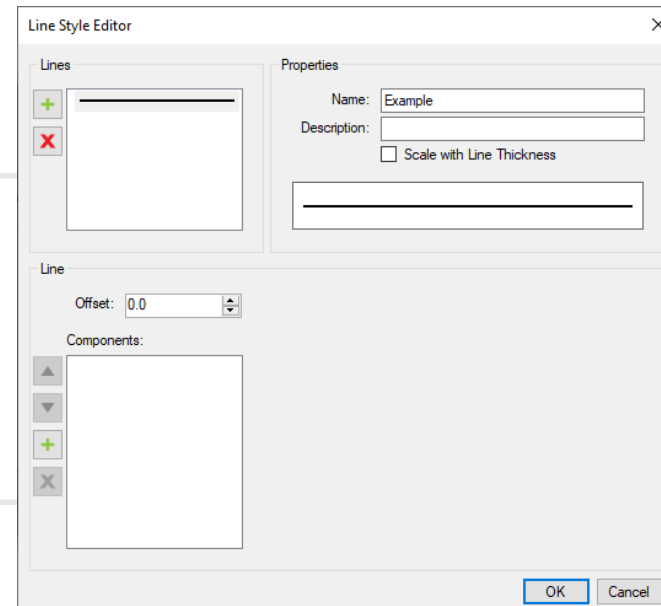 Line Style Editor
Lines
Properties
Name: Example
Description:
Scale with Line Thickness
Line
Offset: 0.0
Components:
OK Cancel